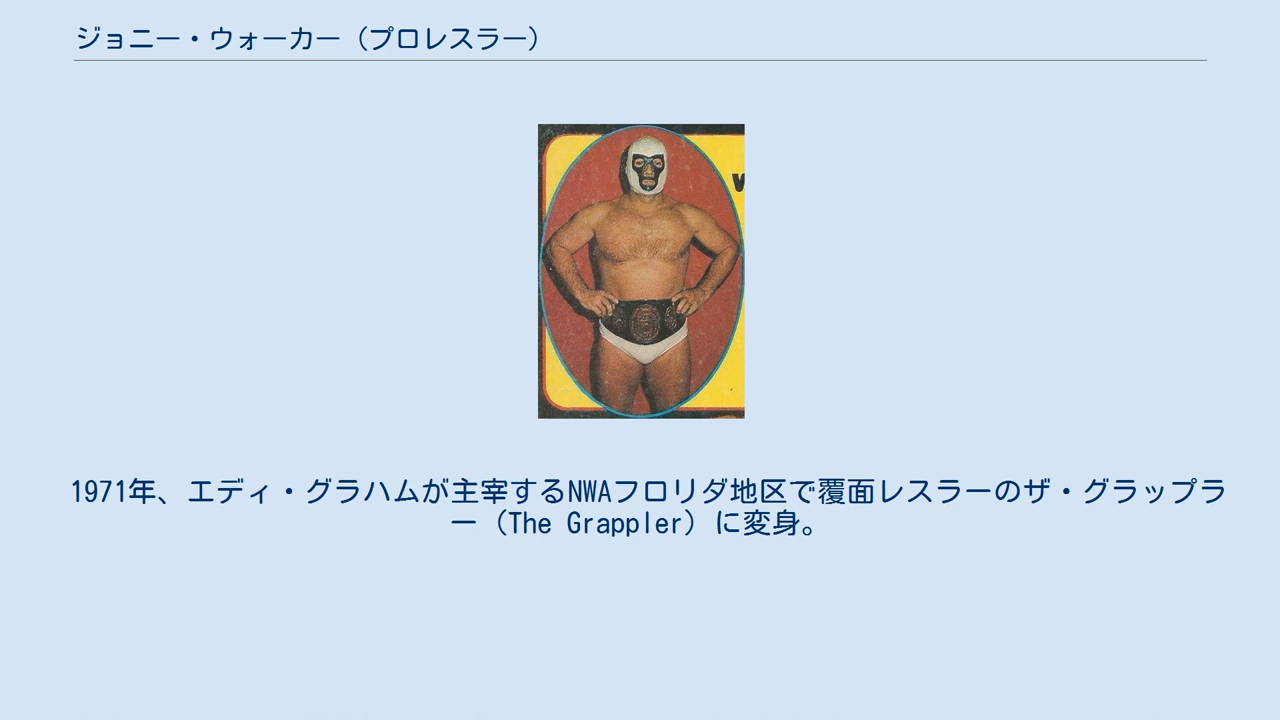 ジョニー・ウォーカー（プロレスラー）
1971年、エディ・グラハムが主宰するNWAフロリダ地区で覆面レスラーのザ・グラップラ
ー（The Grappler）に変身。